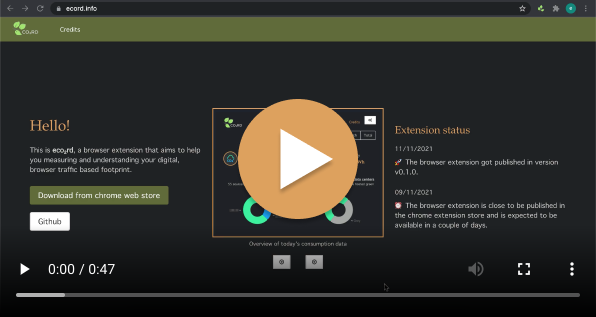 ecord.info
Credits
Hello!
This is ecoqrd, a browser extension that aims to help
you measuring and understanding your digital,
browser traffic based footprint.
Download from chrome web store
Github
Credits
Overview of today's consumption data
Extension status
11/11/2021
🚀 The browser extension got published in version
v0.1.0.
09/11/2021
⏰ The browser extension is close to be published in
the chrome extension store and is expected to be
available in a couple of days.
0:00 / 0:47